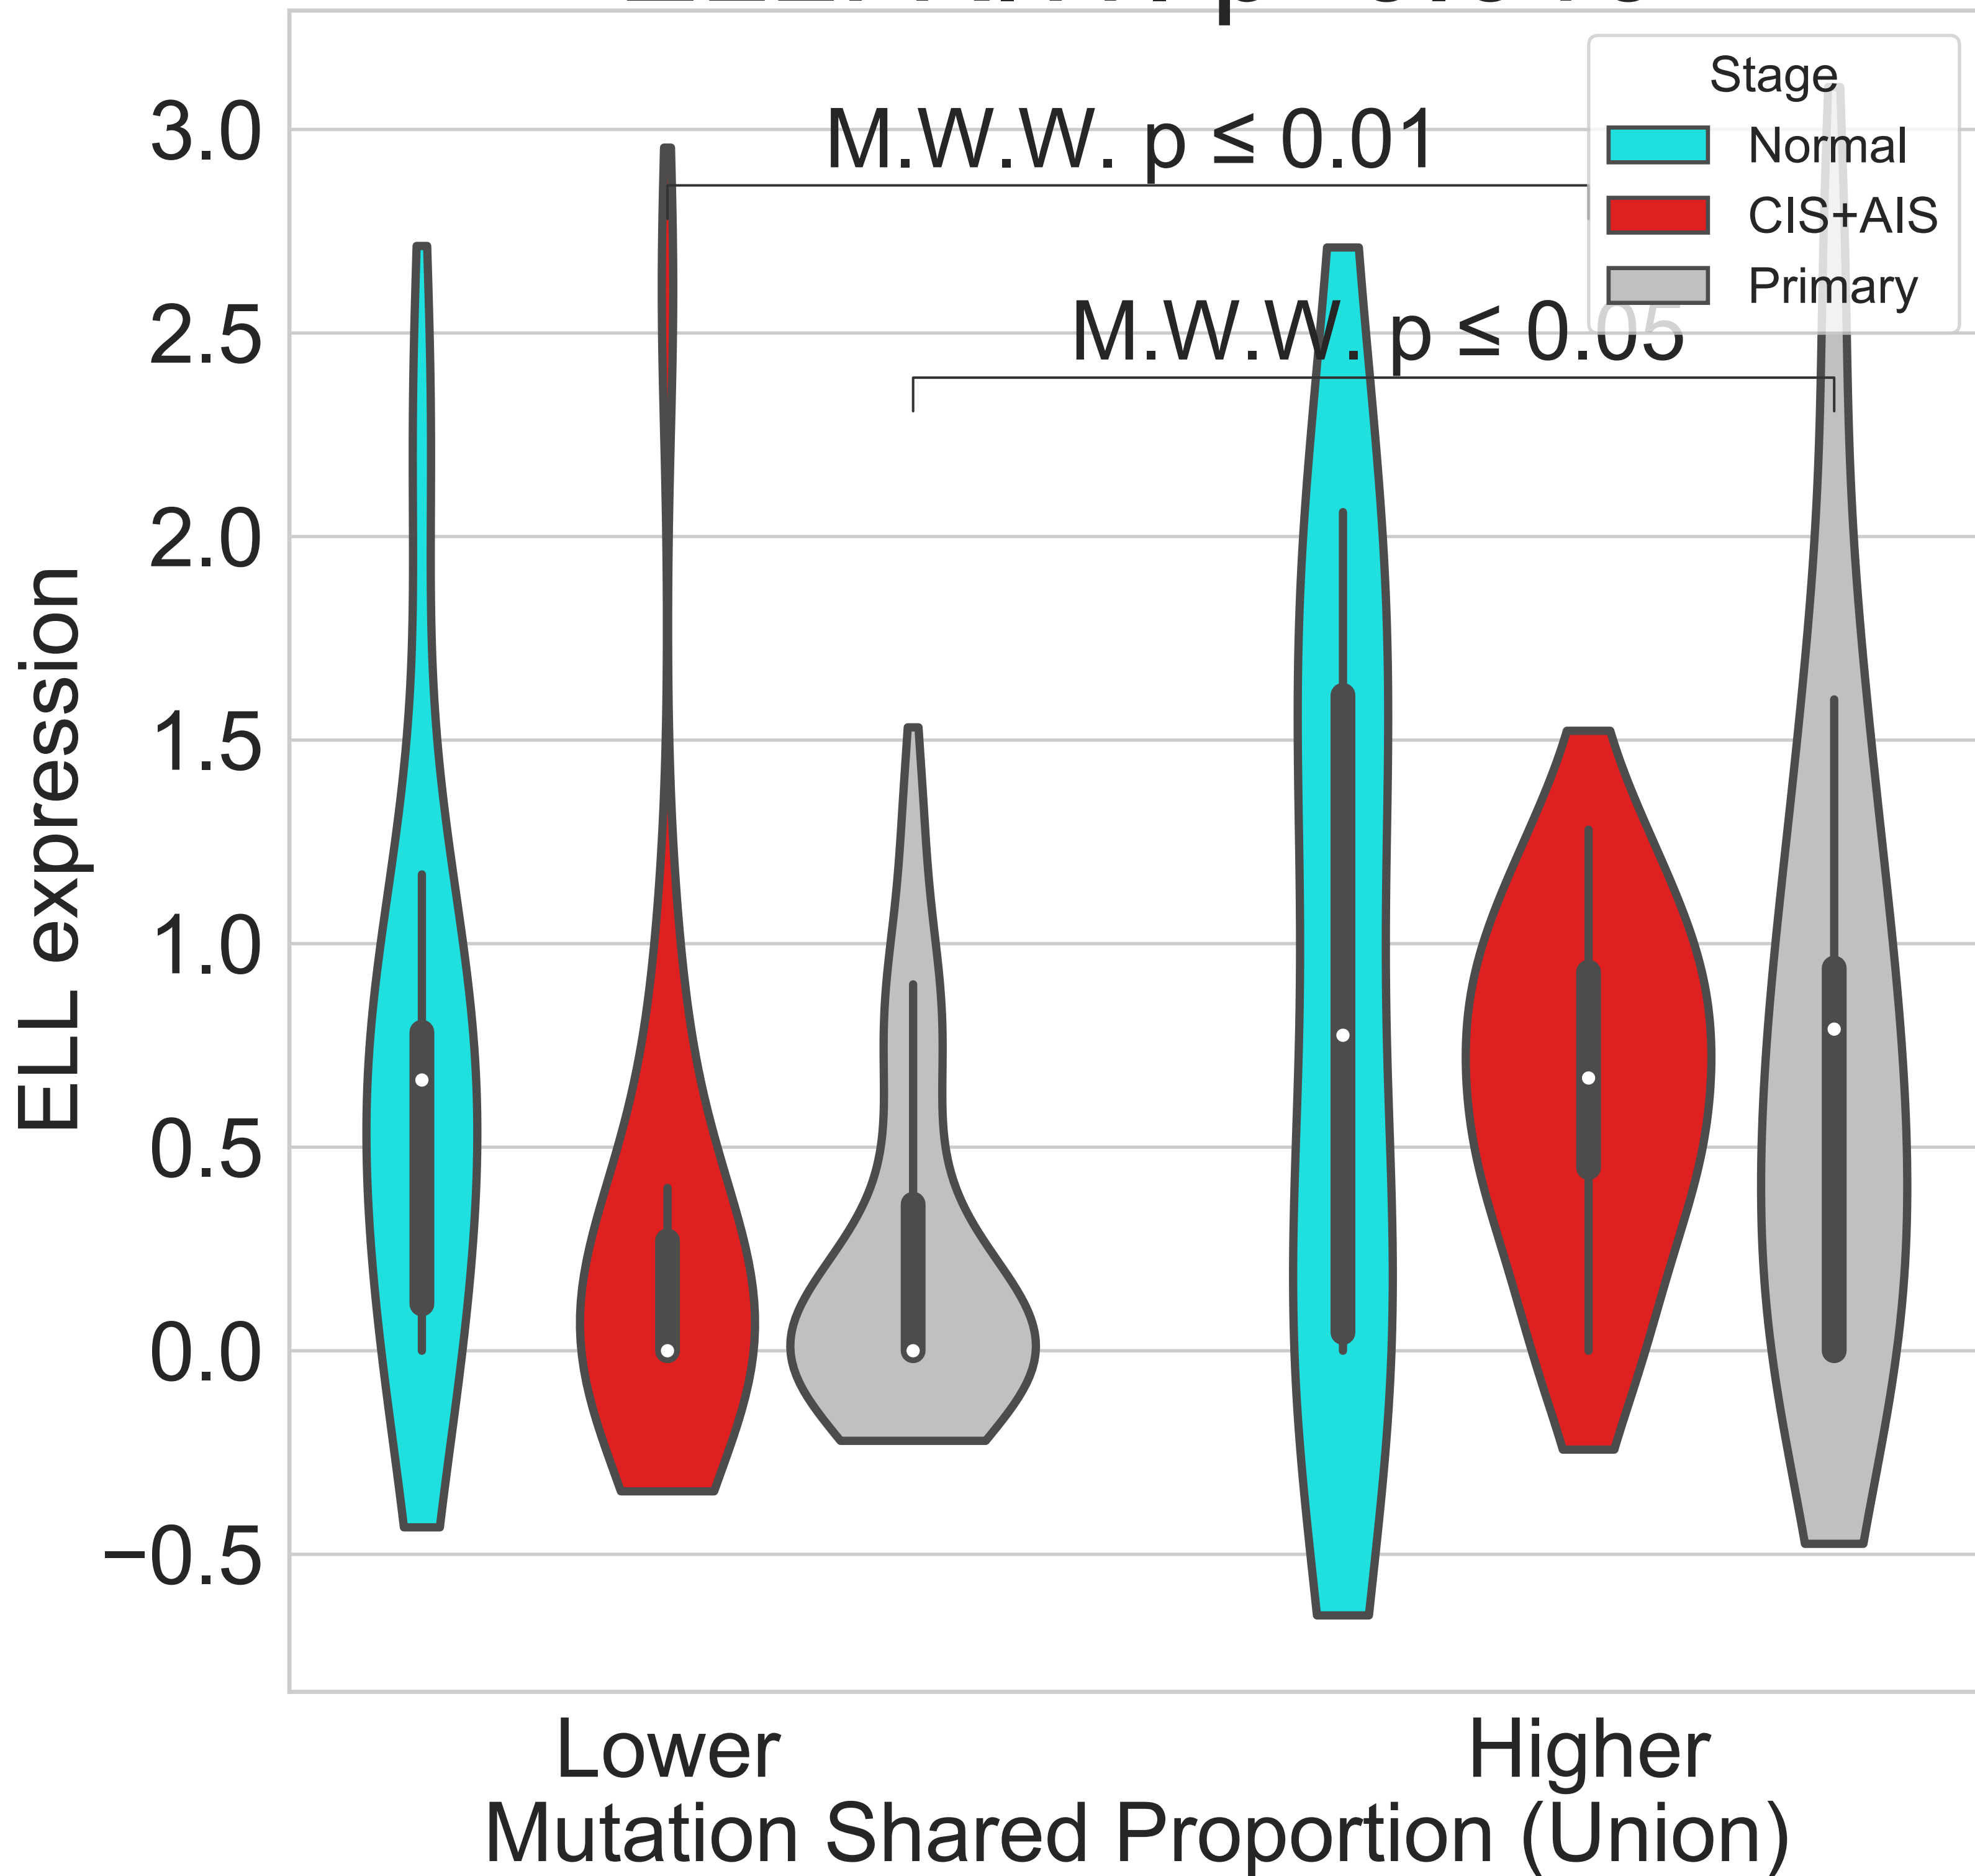 Stage
Normal
CIS+AIS
Primary
M.W.W. p ≤ 0.01
M.W.W. p ≤ 0.05
3.0
2.5
2.0
1.5
1.0
0.5
0.0
−0.5
ELL expression
Lower
Higher
Mutation Shared Proportion (Union)